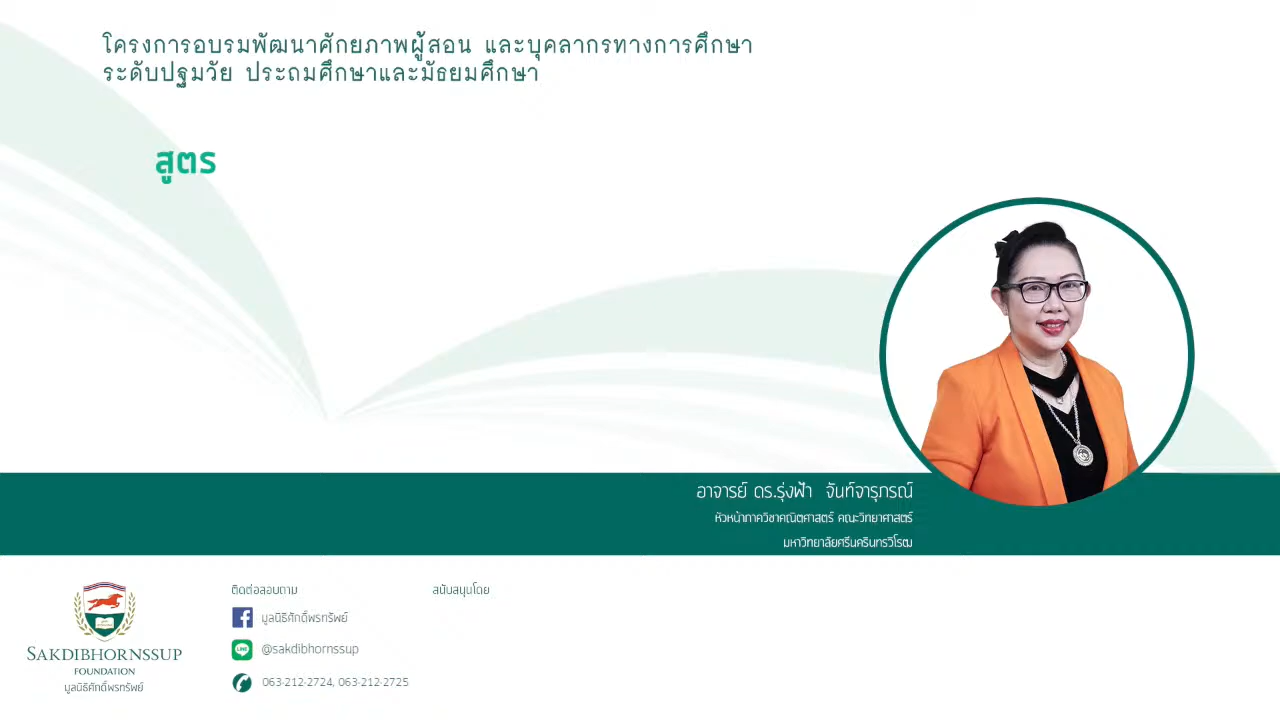 โครงการอบรมพัฒนาศักยภาพผู้สอน และบุคลากรทางการศึกษา
ระดับปฐมวัย ประถมศึกษาและมัธยมศึกษา
สูตร
อาจารย์ ดร.รุ่งฟ้า จันท์จารุภรณ์
หัวหน้าภาควิชาคณิตศาสตร์ คณะวิทยาศาสตร์
มหาวิทยาลัยศรีนครินทรวิโรฒ
ติดต่อสอบถาม
สนับสนุนโดย
มูลนิธิศักดิ์พรทรัพย์
@sakdibhornssup
063-212-2724, 063-212-2725
SAKDIBHORNSSUP
FOUNDATION
มูลนิธิศักดิ์พรทรัพย์